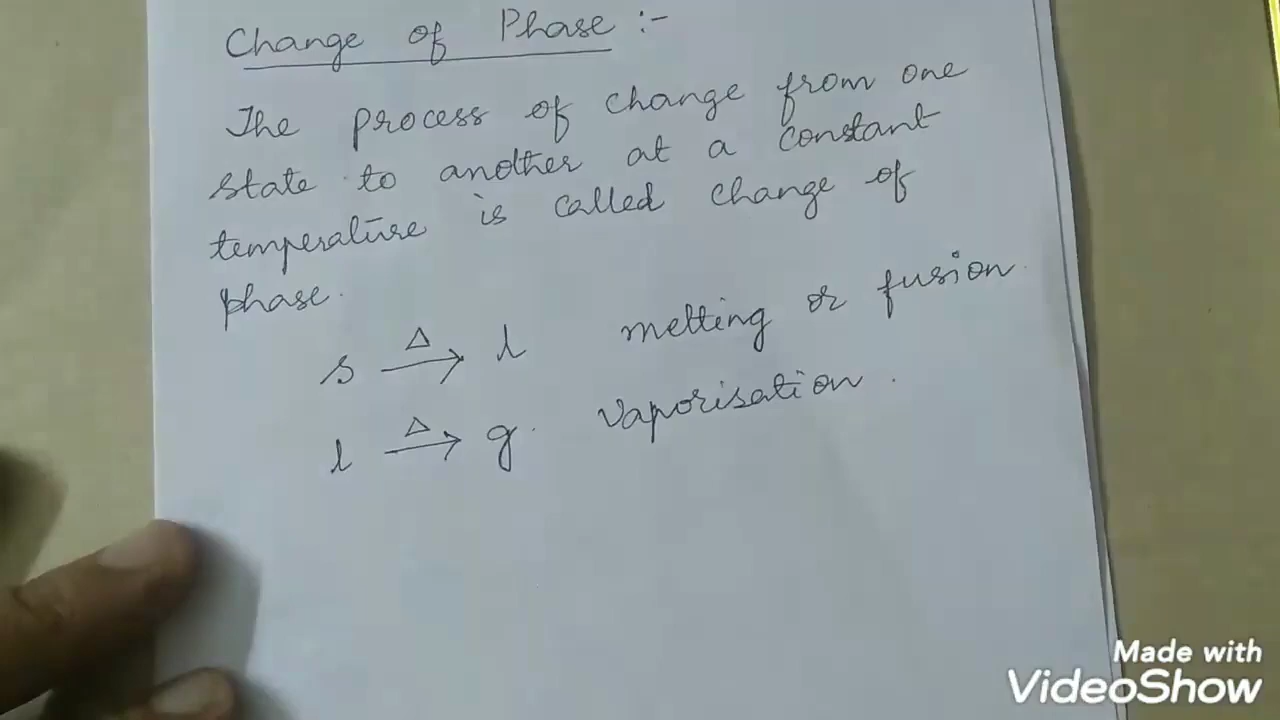 Change of Phase :-
The process of change from one
state to another at a constant
temperature is called change of
phase.
s Δ→ l melting or fusion
l Δ→ g. Vaporisation.
Made with
VideoShow